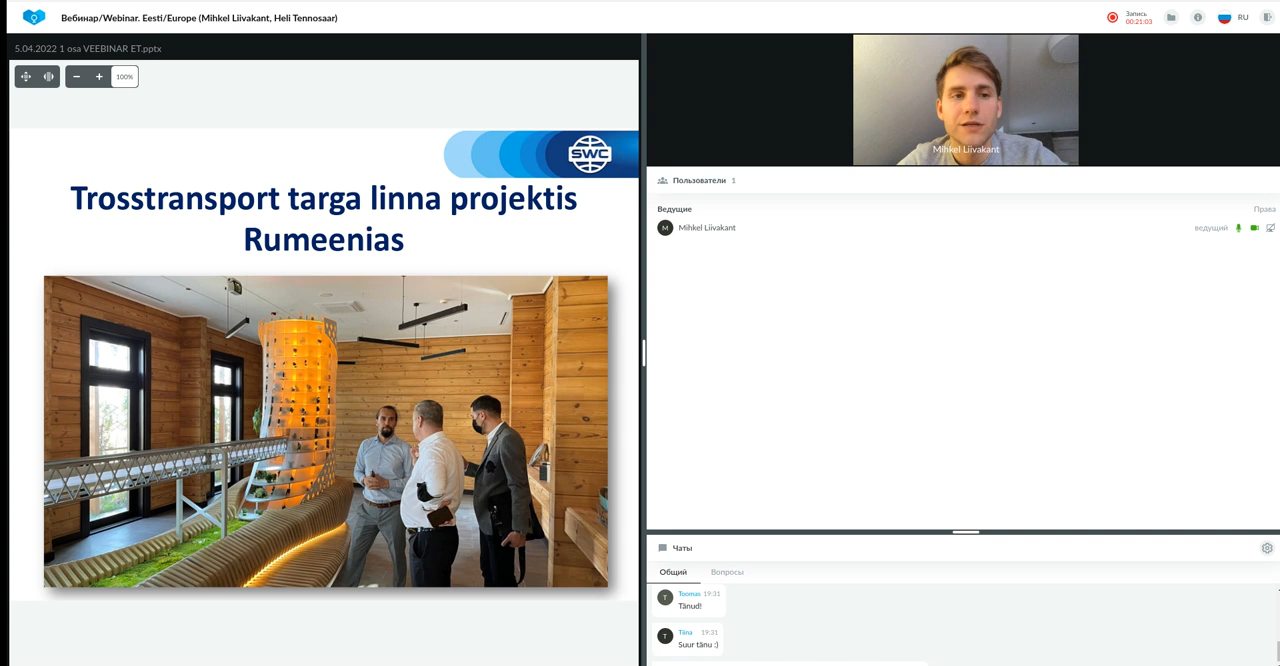 Вебинар/Webinar. Eesti/Europe (Mihkel Liivakant, Heli Tennosaar)
Запись
00:21:03
RU
5.04.2022 1 osa VEEBINAR ET.pptx
100%
SWC
Trosstransport targa linna projektis
Rumeenias
Mihkel Liivakant
Пользователи 1
Ведущие
Права
M
Mihkel Liivakant
ведущий
Чаты
Общий
Вопросы
T
Toomas 19:31
Tänud!
T
Tiina 19:31
Suur tänu :)